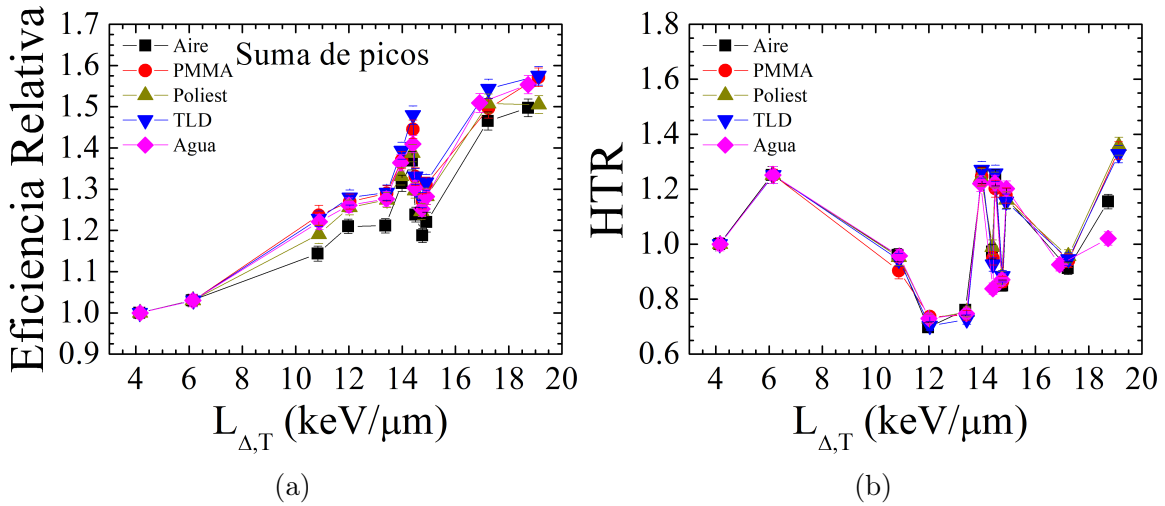 Suma de picos
Aire
PMMA
Poliest
TLD
Agua
Eficiencia Relativa
1.7
1.6
1.5
1.4
1.3
1.2
1.1
1.0
0.9
4 6 8 10 12 14 16 18 20
L Δ,T (keV/μm)
(a)
Aire
PMMA
Poliest
TLD
Agua
HTR
1.8
1.6
1.4
1.2
1.0
0.8
0.6
4 6 8 10 12 14 16 18 20
L Δ,T (keV/μm)
(b)